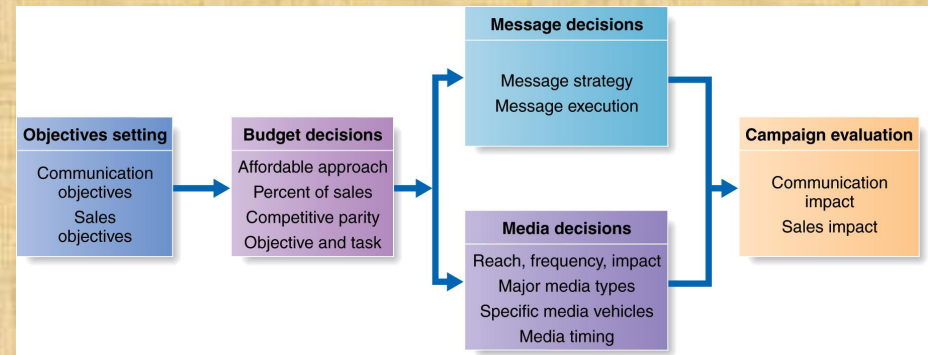 Objectives setting
Communication
objectives
Sales
objectives
Budget decisions
Affordable approach
Percent of sales
Competitive parity
Objective and task
Message decisions
Message strategy
Message execution
Media decisions
Reach, frequency, impact
Major media types
Specific media vehicles
Media timing
Campaign evaluation
Communication
impact
Sales impact